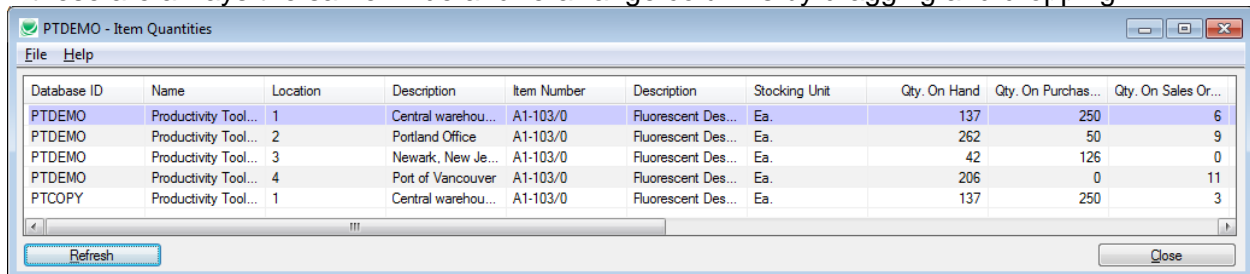 PTDEMO - Item Quantities
File Help
Database ID Name Location Description Item Number Description Stocking Unit Qty. On Hand Qty. On Purchas... Qty. On Sales Or...
PTDEMO Productivity Tool... 1 Central warehou... A1-103/0 Fluorescent Des... Ea. 137 250 6
PTDEMO Productivity Tool... 2 Portland Office A1-103/0 Fluorescent Des... Ea. 262 50 9
PTDEMO Productivity Tool... 3 Newark, New Je... A1-103/0 Fluorescent Des... Ea. 42 126 0
PTDEMO Productivity Tool... 4 Port of Vancouver A1-103/0 Fluorescent Des... Ea. 206 0 11
PTCOPY Productivity Tool... 1 Central warehou... A1-103/0 Fluorescent Des... Ea. 137 250 3
Refresh Close